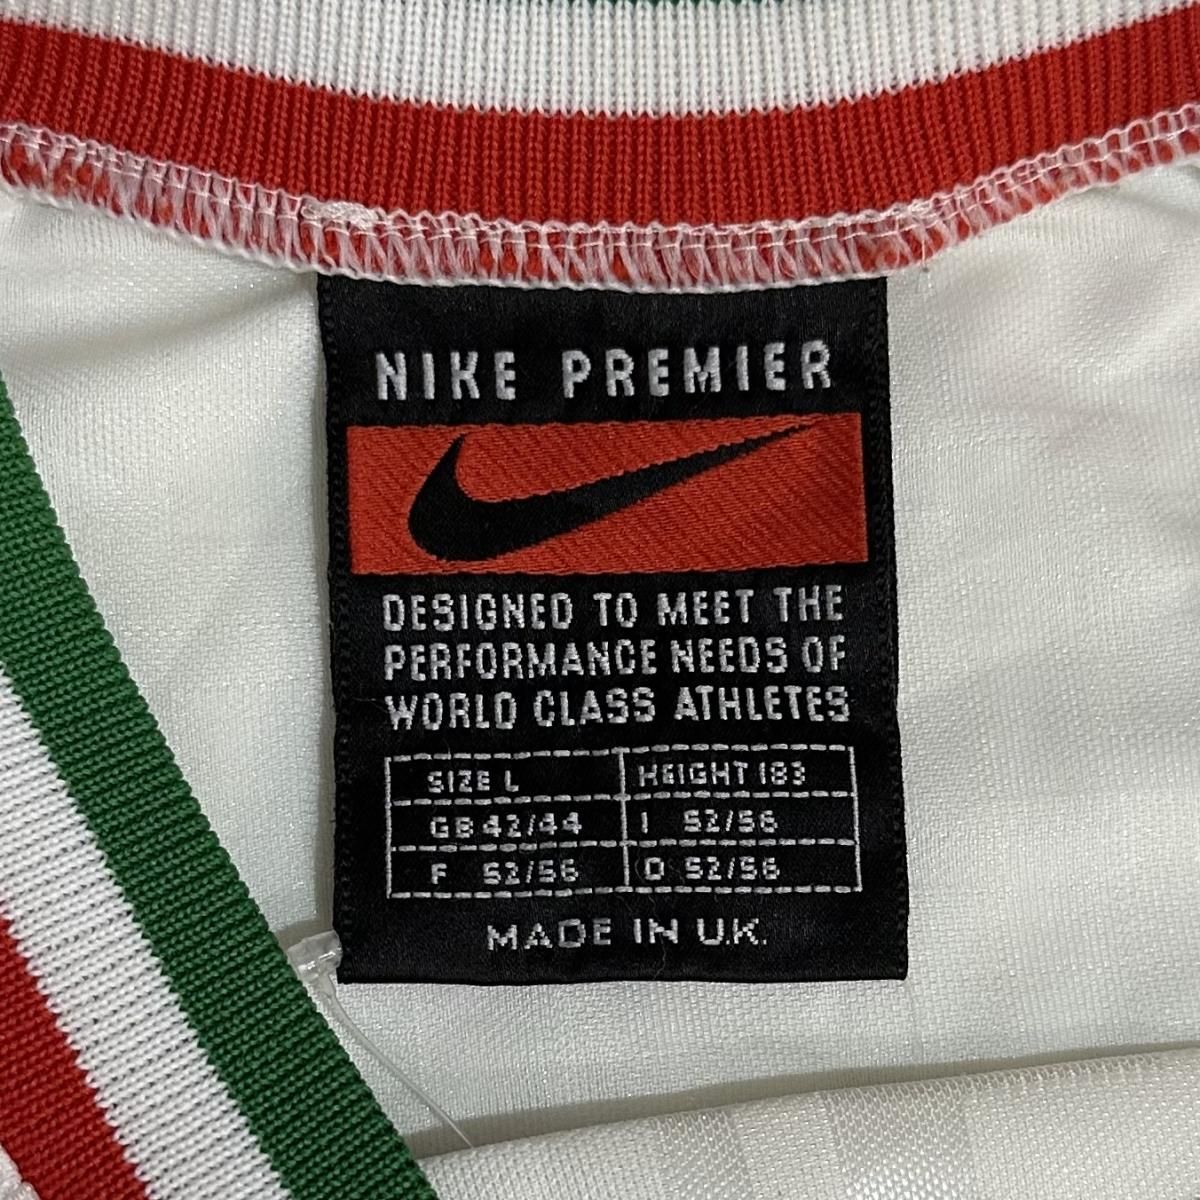 NIKE PREMIER
DESIGNED TO MEET THE
PERFORMANCE NEEDS OF
WORLD CLASS ATHLETES
SIZE L HEIGHT 183
GB 42/44 I 52/56
F 52/56 D 52/56
MADE IN U.K.